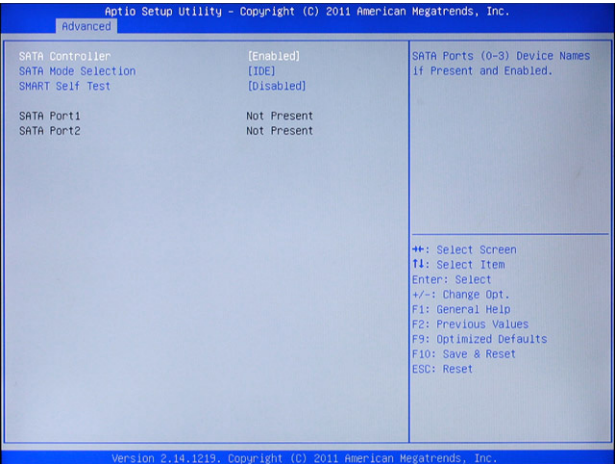 Aptio Setup Utility – Copyright (C) 2011 American Megatrends, Inc.
Advanced
SATA Controller [Enabled]
SATA Mode Selection [IDE]
SMART Self Test [Disabled]
SATA Port1 Not Present
SATA Port2 Not Present
SATA Ports (0-3) Device Names
if Present and Enabled.
→←: Select Screen
↑↓: Select Item
Enter: Select
+/-: Change Opt.
F1: General Help
F2: Previous Values
F9: Optimized Defaults
F10: Save & Reset
ESC: Reset
Version 2.14.1219. Copyright (C) 2011 American Megatrends, Inc.